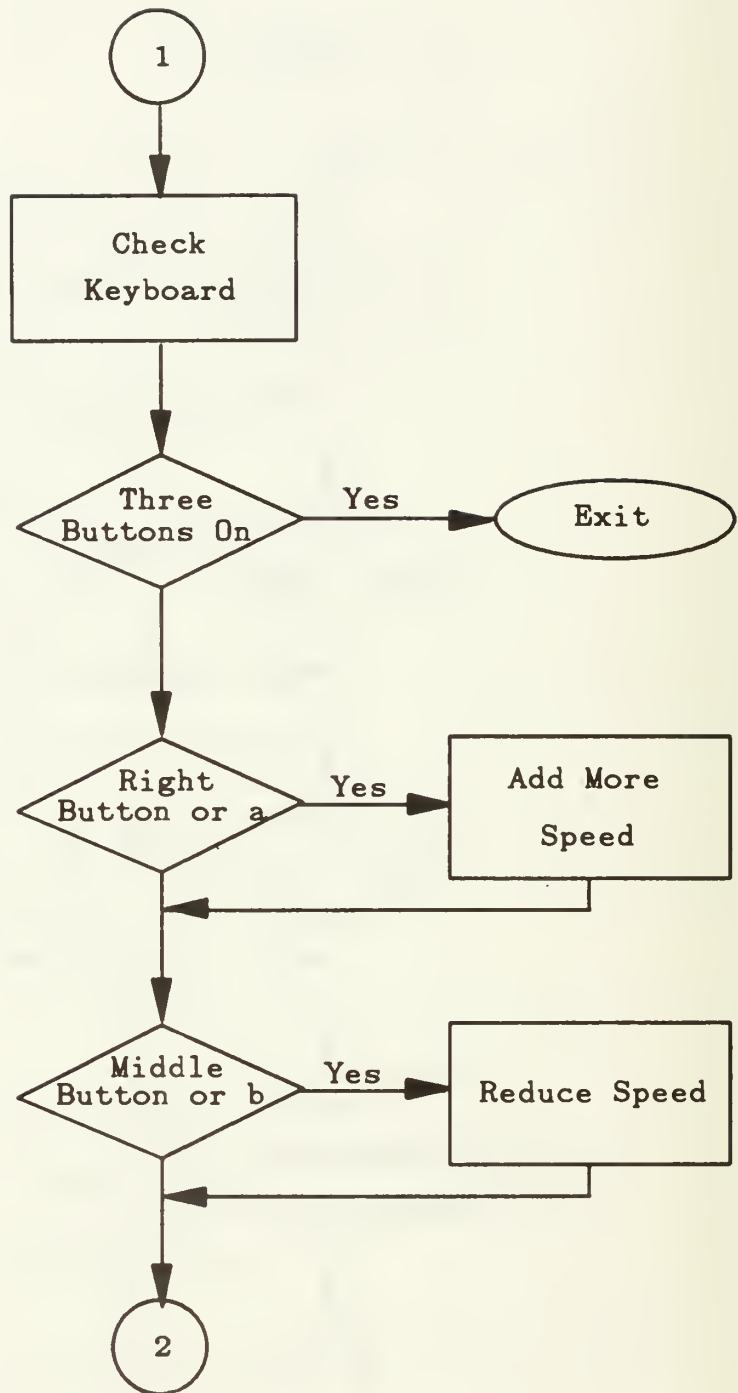 1
Check
Keyboard
Three
Buttons On
Yes
Exit
Right
Button or a
Yes
Add More
Speed
Middle
Button or b
Yes
Reduce Speed
2